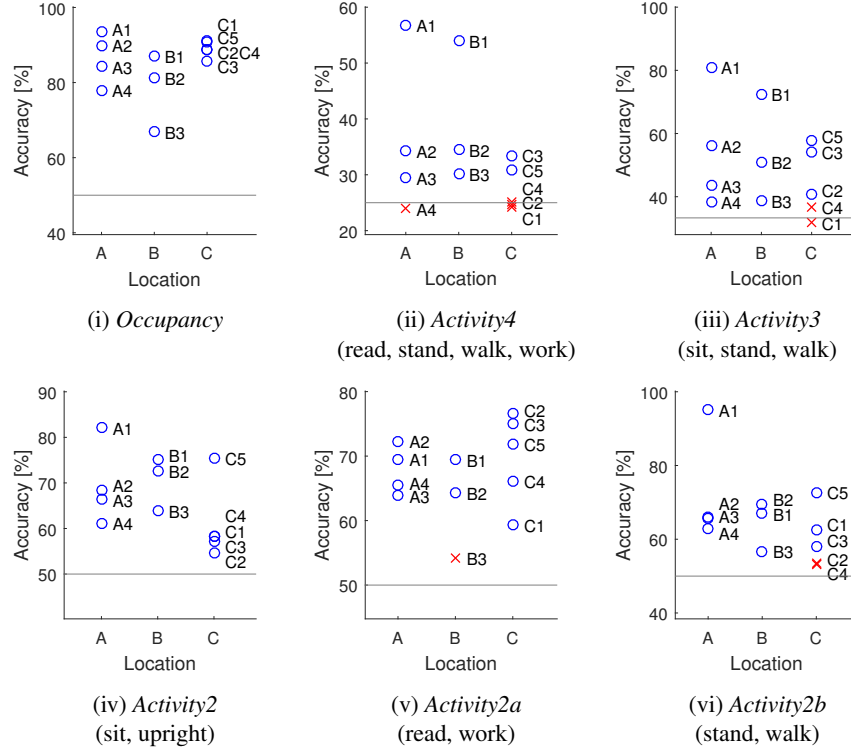 100
80
60
40
Accuracy [%]
A1
A2
A3
A4
B1
B2
B3
C1
C5
C2C4
C3
A B C
Location
(i) Occupancy
60
50
40
30
20
Accuracy [%]
A1
A2
A3
A4
B1
B2
B3
C3
C5
C4
C2
C1
A B C
Location
(ii) Activity4
(read, stand, walk, work)
100
80
60
40
Accuracy [%]
A1
A2
A3
A4
B1
B2
B3
C5
C3
C2
C4
C1
A B C
Location
(iii) Activity3
(sit, stand, walk)
90
80
70
60
50
Accuracy [%]
A1
A2
A3
A4
B1
B2
B3
C5
C4
C1
C3
C2
A B C
Location
(iv) Activity2
(sit, upright)
80
70
60
50
Accuracy [%]
A2
A1
A4
A3
B1
B2
B3
C2
C3
C5
C4
C1
A B C
Location
(v) Activity2a
(read, work)
100
80
60
40
Accuracy [%]
A1
A2
A3
A4
B2
B1
B3
C5
C1
C3
C2
C4
A B C
Location
(vi) Activity2b
(stand, walk)